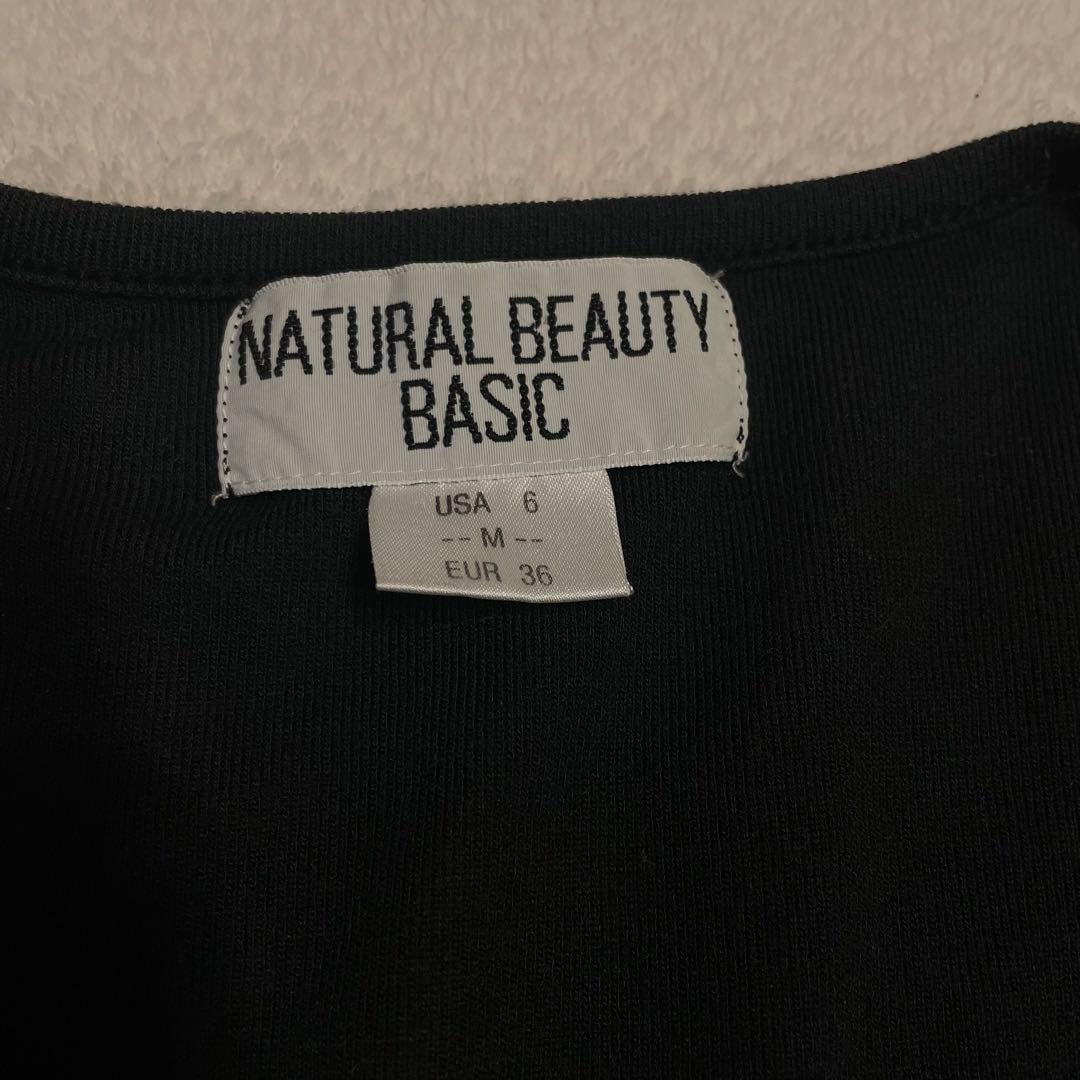 NATURAL BEAUTY
BASIC
USA 6
-- M --
EUR 36